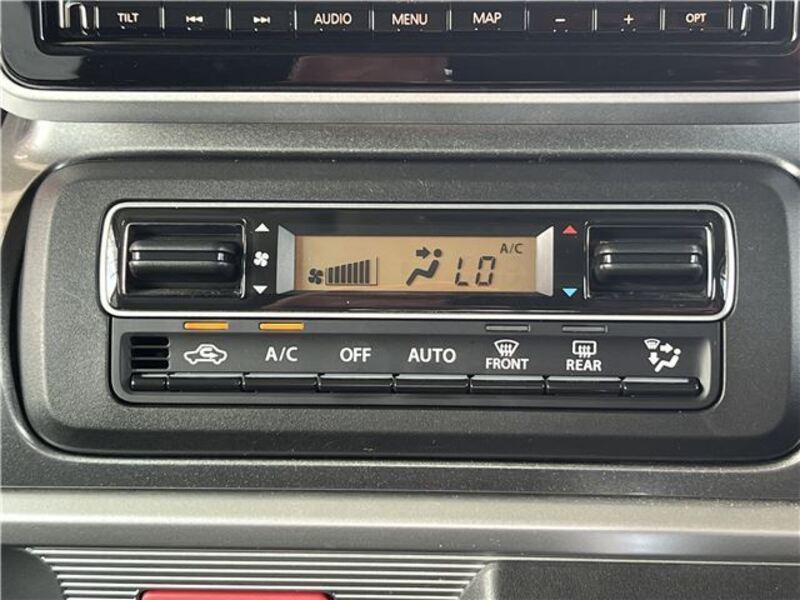 TILT AUDIO MENU MAP − + OPT
A/C
LO
A/C OFF AUTO FRONT REAR